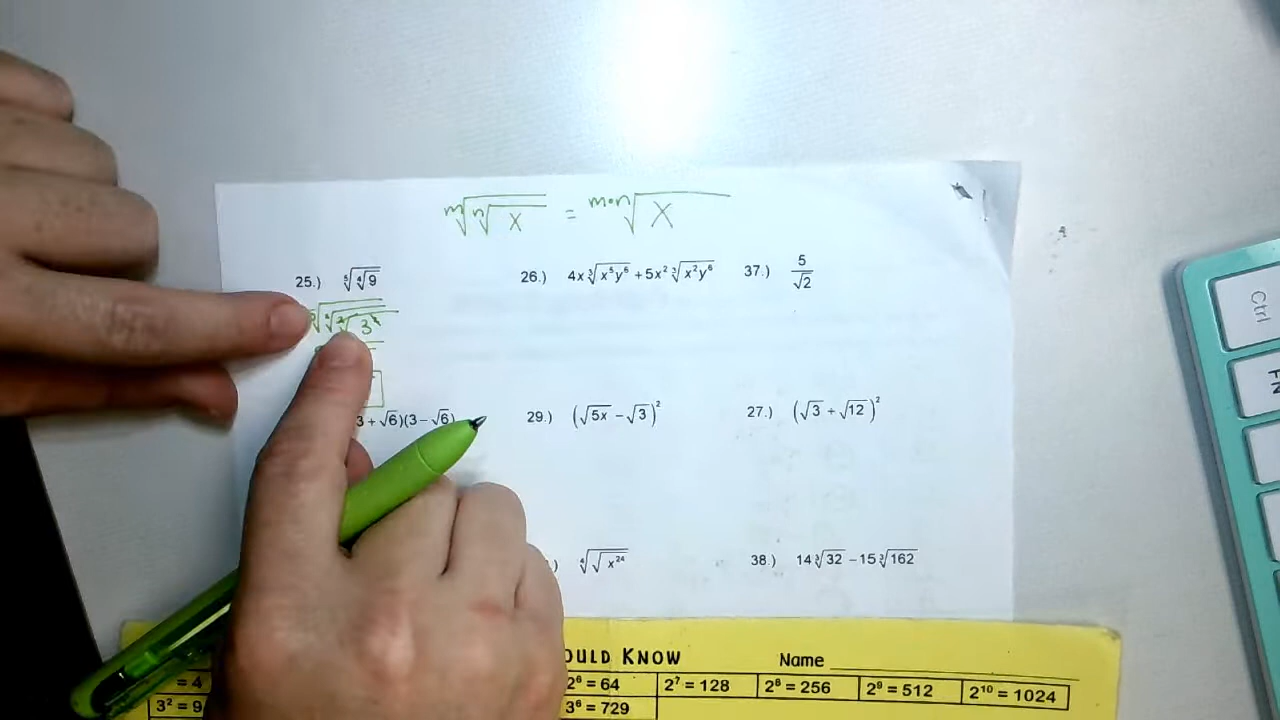 ᵐ√ⁿ√x = ᵐ·ⁿ√X
25.) ⁵√⁴√9
26.) 4x ³√x⁵y⁶ + 5x² ³√x²y⁶
37.) 5/√2
3²
3 + √6)(3 − √6)
29.) (√5x − √3)²
27.) (√3 + √12)²
) ⁴√√x²⁴
38.) 14 ³√32 − 15 ³√162
OULD KNOW Name
= 4 2⁶ = 64 2⁷ = 128 2⁸ = 256 2⁹ = 512 2¹⁰ = 1024
3² = 9 3⁶ = 729
Ctrl